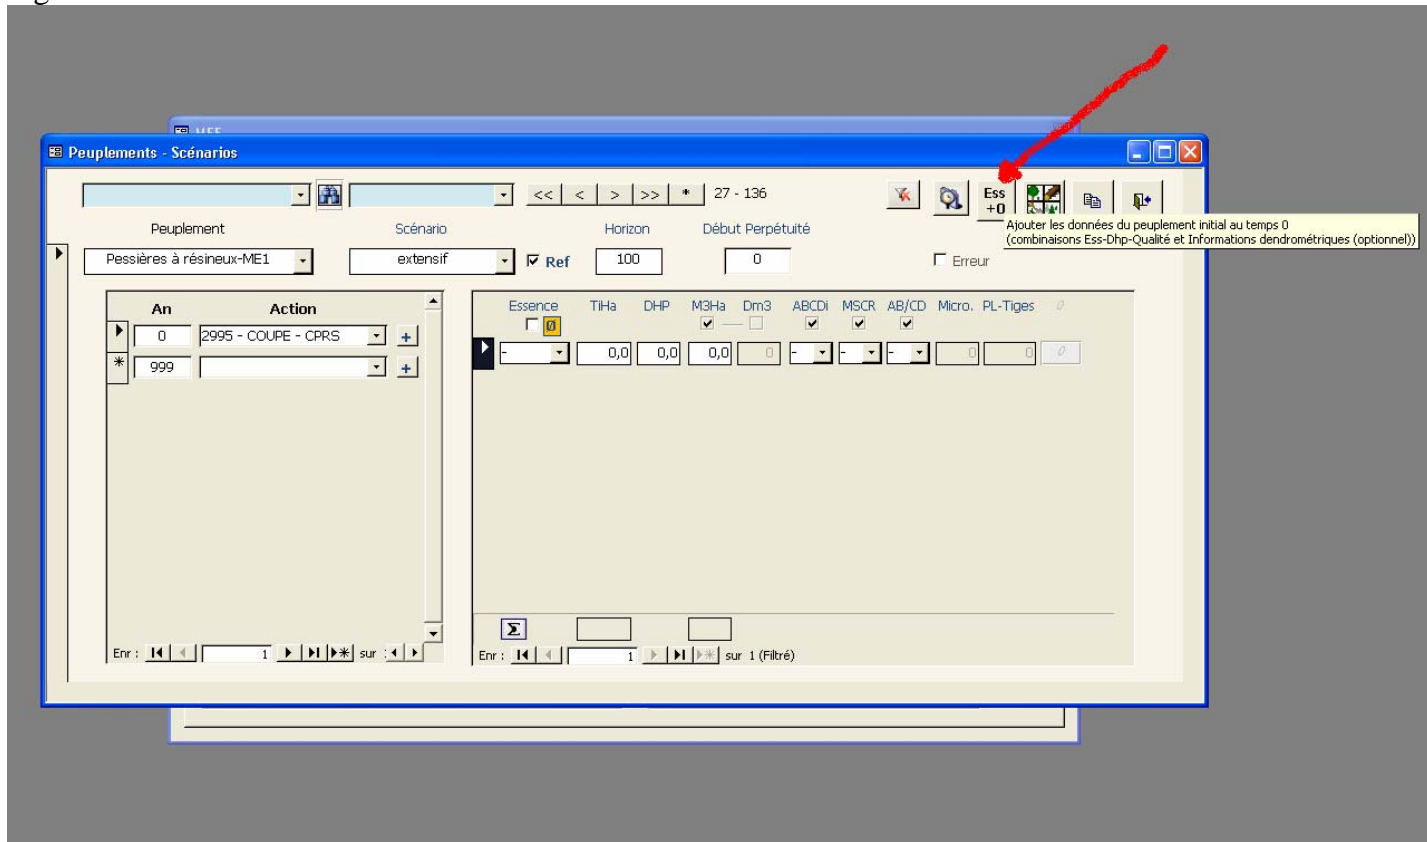 Peuplements - Scénarios
<< < > >> * 27 - 136
Ess
+0
Ajouter les données du peuplement initial au temps 0
(combinaisons Ess-Dhp-Qualité et Informations dendrométriques (optionnel))
Peuplement Scénario Horizon Début Perpétuité
Pessières à résineux-ME1 extensif Ref 100 0 Erreur
An Action
0 2995 - COUPE - CPRS +
* 999 +
Enr : 1 sur :
Essence TiHa DHP M3Ha Dm3 ABCDi MSCR AB/CD Micro. PL-Tiges 0
Ø
- 0,0 0,0 0,0 0 - - - 0 0 0
Σ
Enr : 1 sur 1 (Filtré)